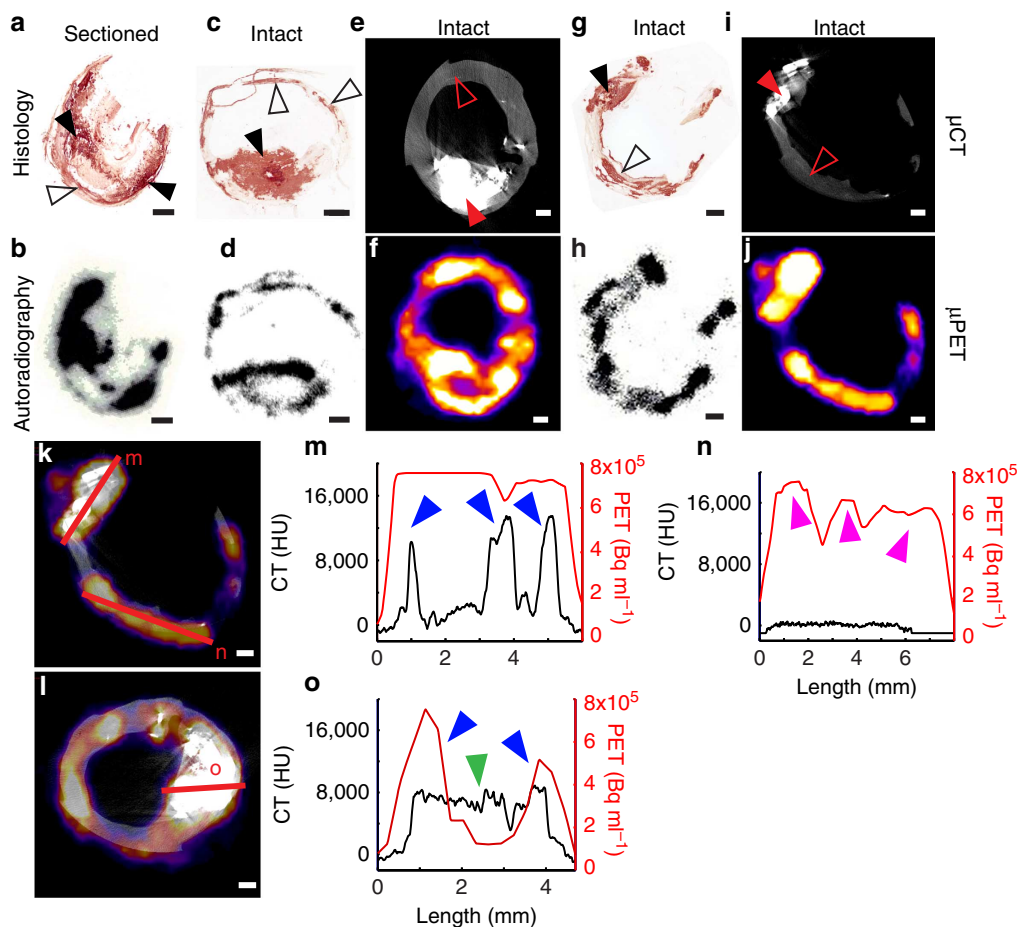 a
Sectioned
c
Intact
e
Intact
g
Intact
i
Intact
Histology
µCT
b
d
f
h
j
Autoradiography
µPET
k
m
n
l
o
m
16,000
8,000
0
CT (HU)
8x10⁵
6
4
2
0
PET (Bq ml⁻¹)
0
2
4
n
16,000
8,000
0
CT (HU)
8x10⁵
6
4
2
0
PET (Bq ml⁻¹)
0
2
4
6
Length (mm)
o
16,000
8,000
0
CT (HU)
8x10⁵
6
4
2
0
PET (Bq ml⁻¹)
0
2
4
Length (mm)